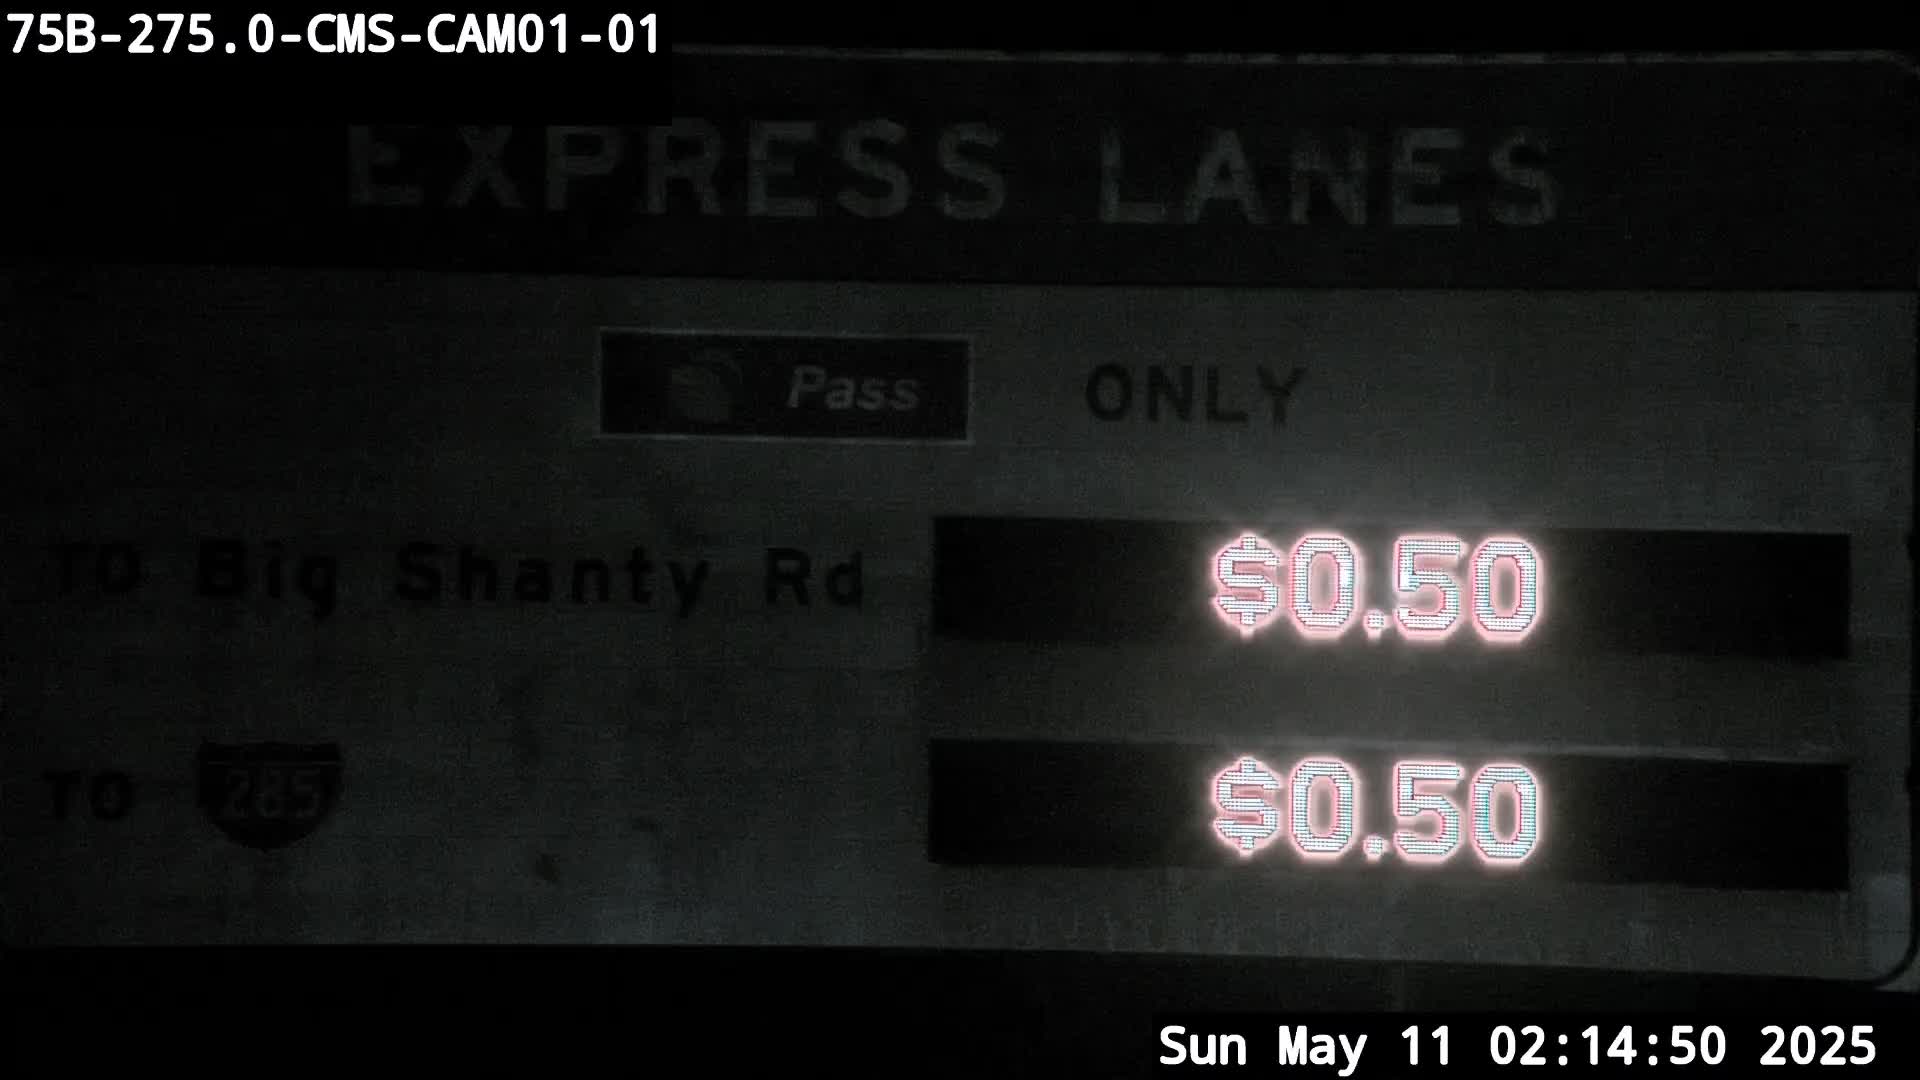 75B-275.0-CMS-CAM01-01
EXPRESS LANES
Pass ONLY
TO Big Shanty Rd $0.50
TO 285 $0.50
Sun May 11 02:14:50 2025